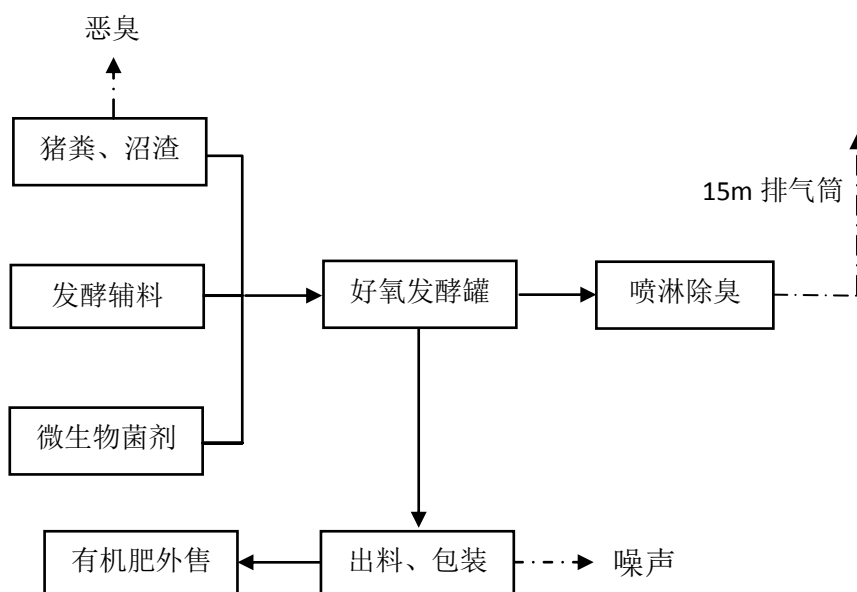 恶臭
猪粪、沼渣
15m 排气筒
发酵辅料
好氧发酵罐
喷淋除臭
微生物菌剂
有机肥外售
出料、包装
噪声